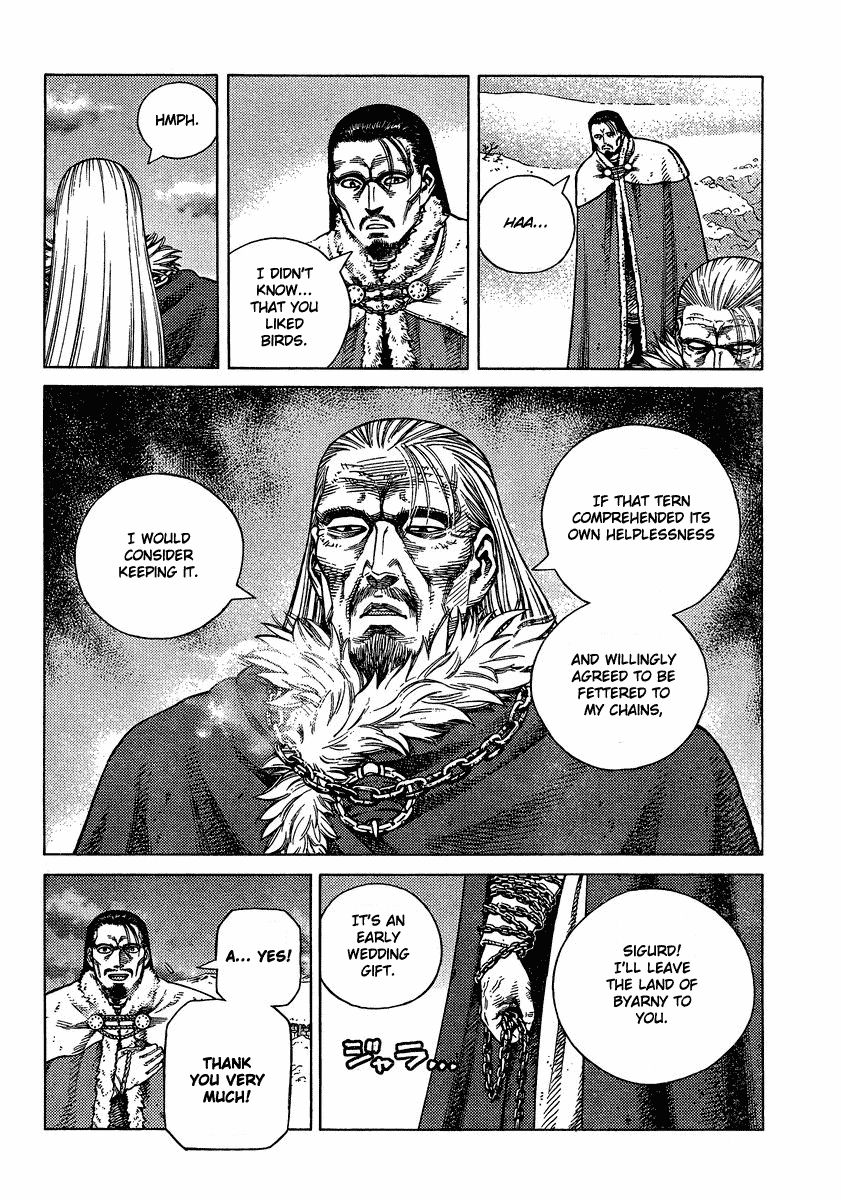 HAA...
I DIDN'T
KNOW...
THAT YOU
LIKED
BIRDS.
HMPH.
IF THAT TERN
COMPREHENDED ITS
OWN HELPLESSNESS
AND WILLINGLY
AGREED TO BE
FETTERED TO
MY CHAINS,
I WOULD
CONSIDER
KEEPING IT.
SIGURD!
I'LL LEAVE
THE LAND OF
BYARNY TO
YOU.
IT'S AN
EARLY
WEDDING
GIFT.
ジャラ...
A... YES!
THANK
YOU VERY
MUCH!